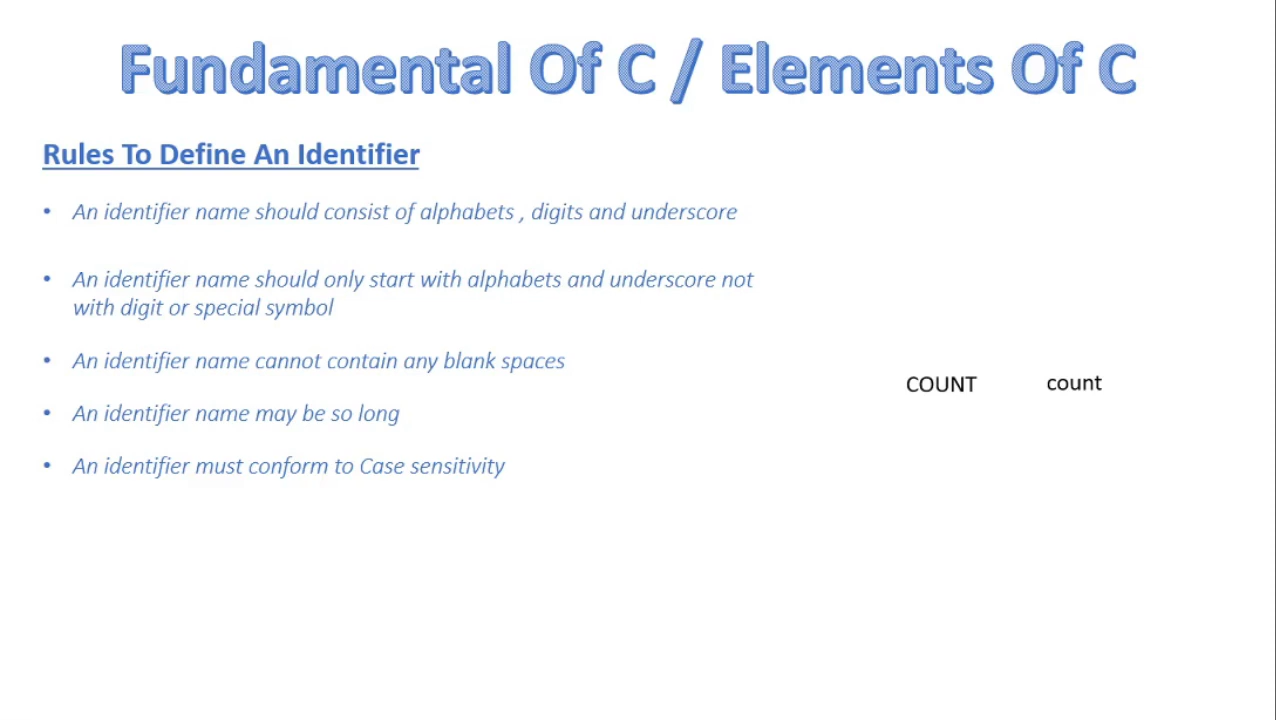 Fundamental Of C / Elements Of C
Rules To Define An Identifier
• An identifier name should consist of alphabets , digits and underscore
• An identifier name should only start with alphabets and underscore not
with digit or special symbol
• An identifier name cannot contain any blank spaces
COUNT count
• An identifier name may be so long
• An identifier must conform to Case sensitivity